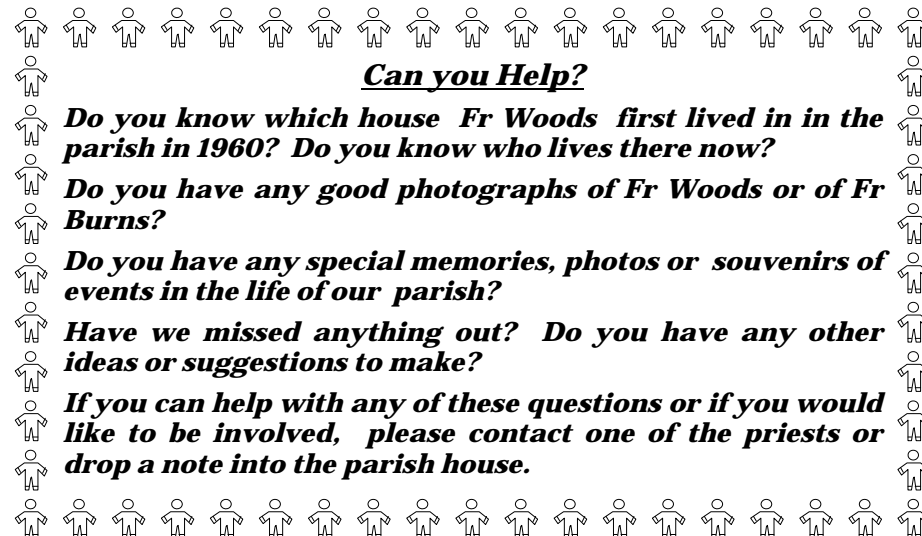 Can you Help?
Do you know which house Fr Woods first lived in in the
parish in 1960? Do you know who lives there now?
Do you have any good photographs of Fr Woods or of Fr
Burns?
Do you have any special memories, photos or souvenirs of
events in the life of our parish?
Have we missed anything out? Do you have any other
ideas or suggestions to make?
If you can help with any of these questions or if you would
like to be involved, please contact one of the priests or
drop a note into the parish house.